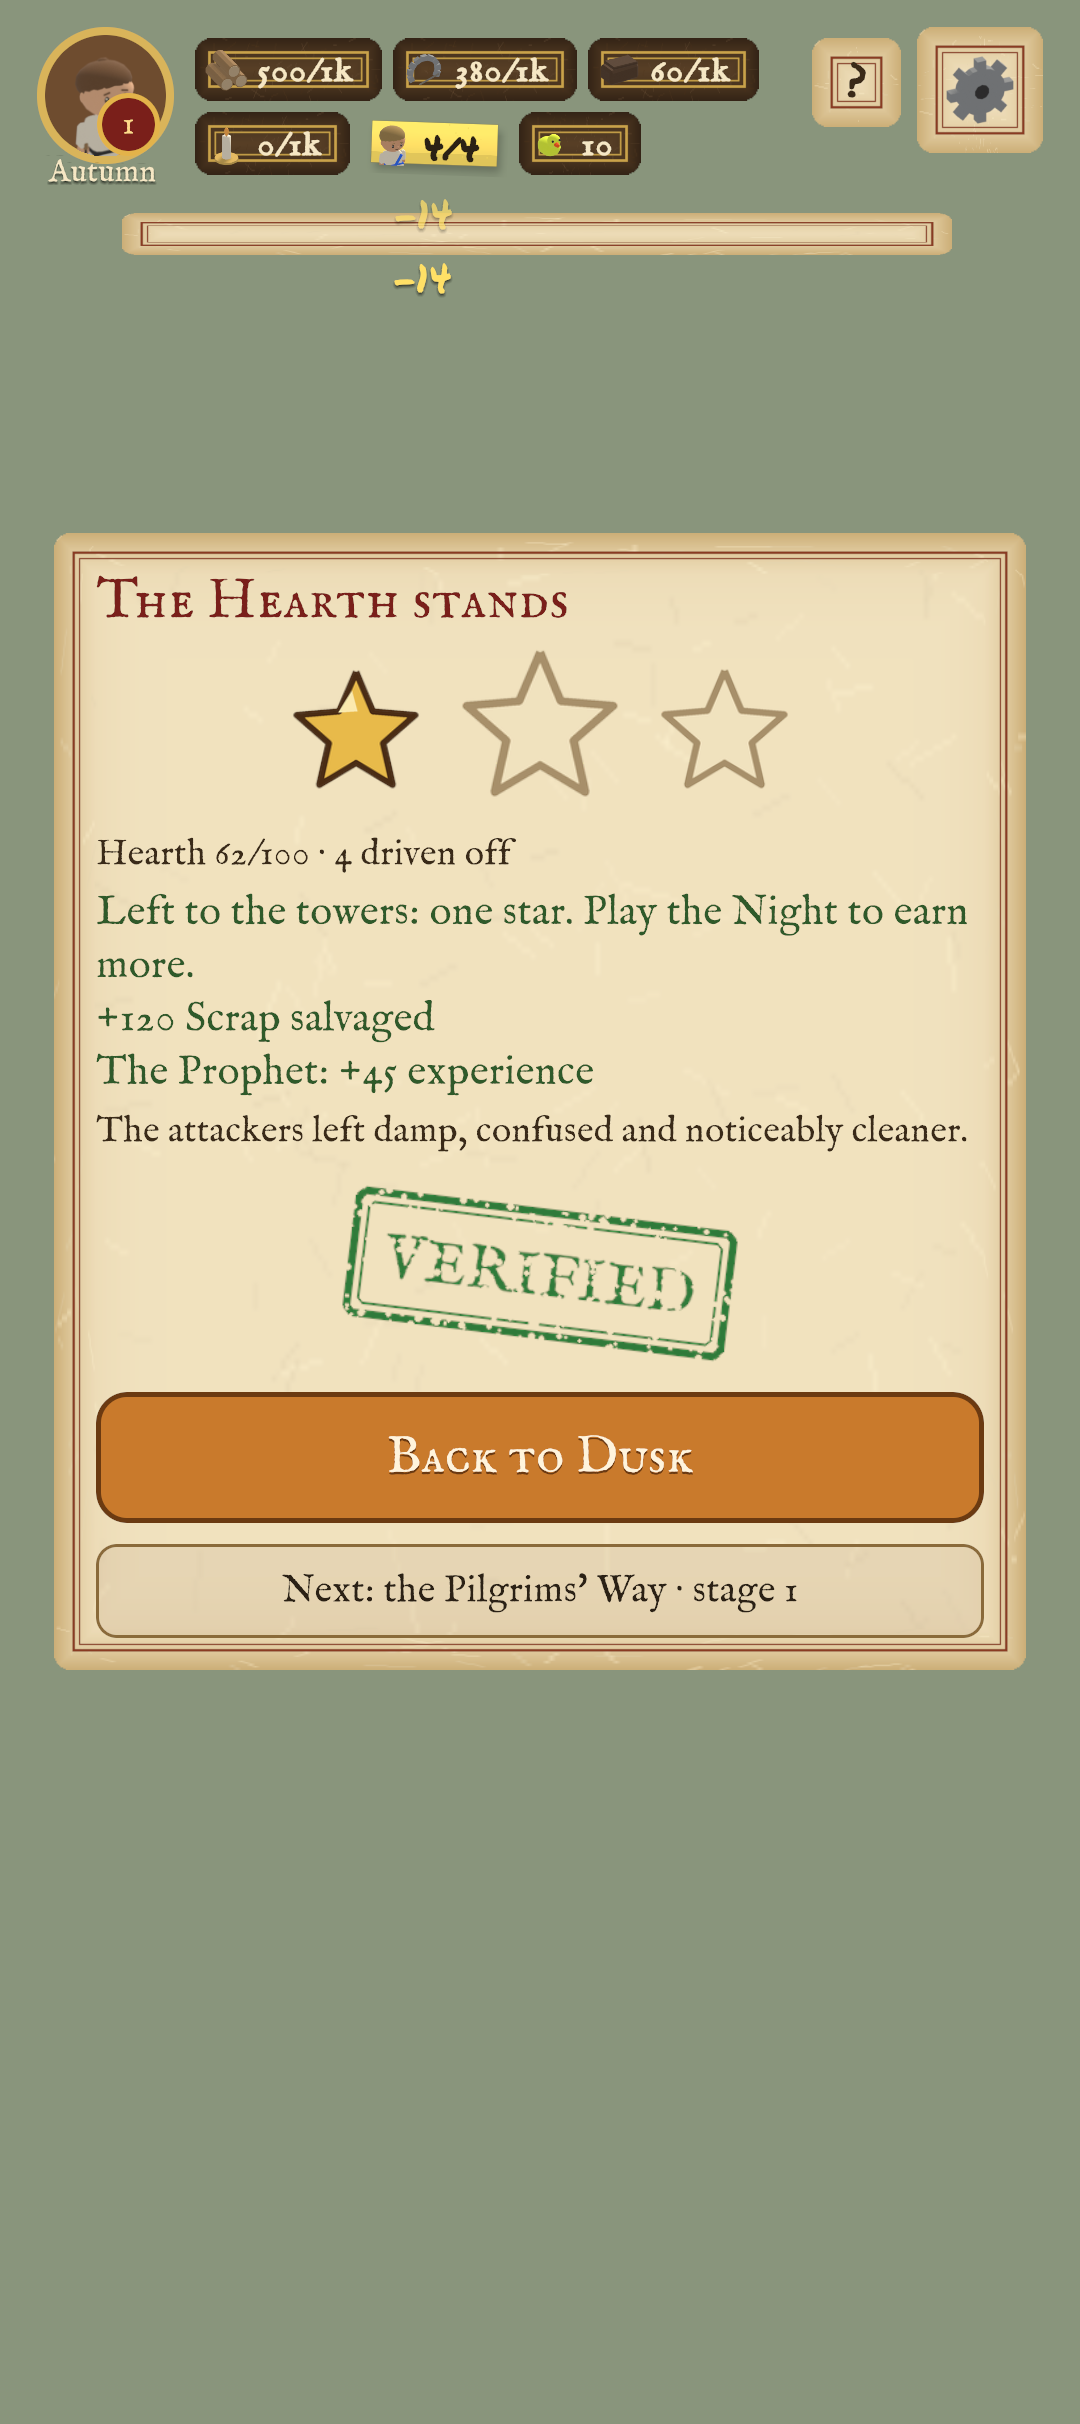 500/1k
380/1k
60/1k
?
1
Autumn
0/1k
4/4
10
-14
-14
The Hearth stands
Hearth 62/100 · 4 driven off
Left to the towers: one star. Play the Night to earn
more.
+120 Scrap salvaged
The Prophet: +45 experience
The attackers left damp, confused and noticeably cleaner.
VERIFIED
Back to Dusk
Next: the Pilgrims’ Way · stage 1